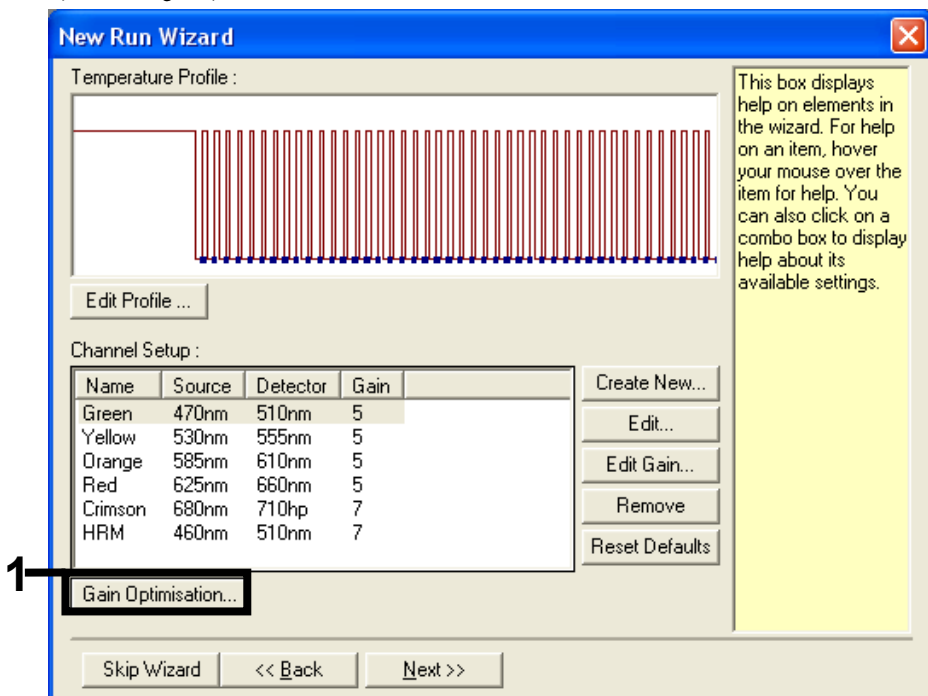 New Run Wizard
Temperature Profile :
This box displays
help on elements in
the wizard. For help
on an item, hover
your mouse over the
item for help. You
can also click on a
combo box to display
help about its
available settings.
Edit Profile ...
Channel Setup :
Name Source Detector Gain
Green 470nm 510nm 5
Yellow 530nm 555nm 5
Orange 585nm 610nm 5
Red 625nm 660nm 5
Crimson 680nm 710hp 7
HRM 460nm 510nm 7
Create New...
Edit...
Edit Gain...
Remove
Reset Defaults
1
Gain Optimisation...
Skip Wizard << Back Next >>